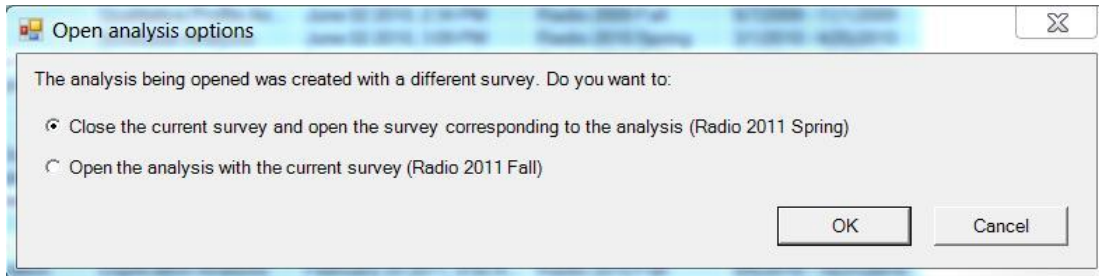 Open analysis options
The analysis being opened was created with a different survey. Do you want to:
Close the current survey and open the survey corresponding to the analysis (Radio 2011 Spring)
Open the analysis with the current survey (Radio 2011 Fall)
OK Cancel